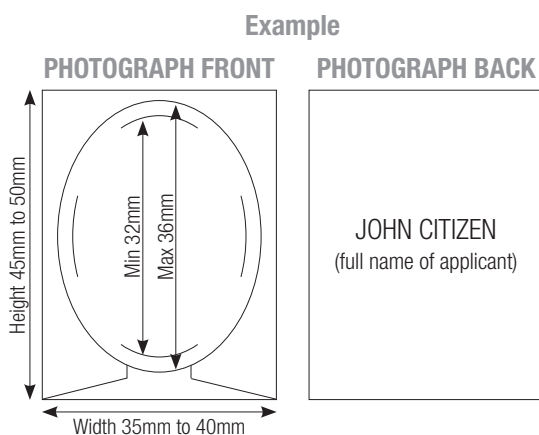 Example
PHOTOGRAPH FRONT
PHOTOGRAPH BACK
Height 45mm to 50mm
Min 32mm
Max 36mm
Width 35mm to 40mm
JOHN CITIZEN
(full name of applicant)